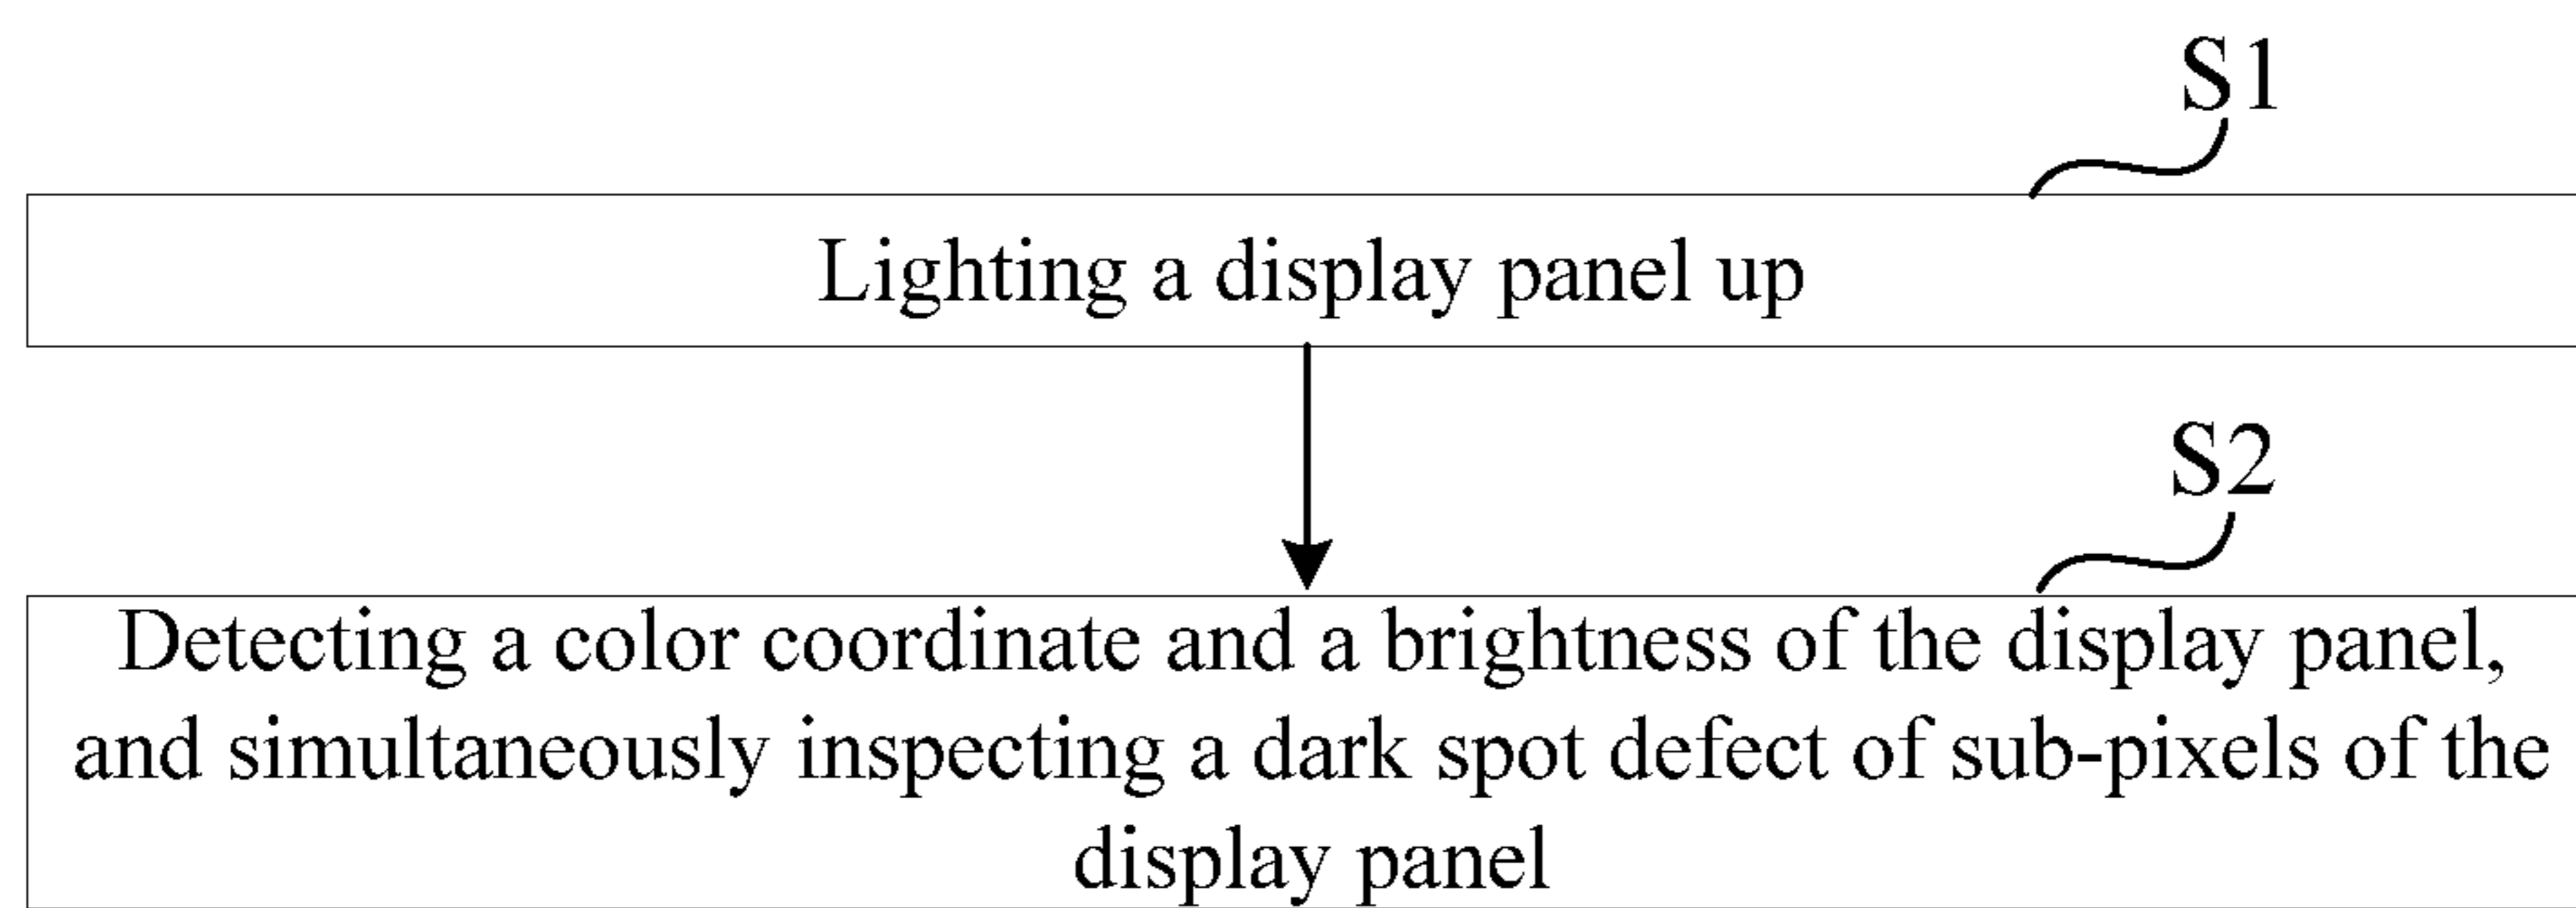 S1
Lighting a display panel up
S2
Detecting a color coordinate and a brightness of the display panel,
and simultaneously inspecting a dark spot defect of sub-pixels of the
display panel